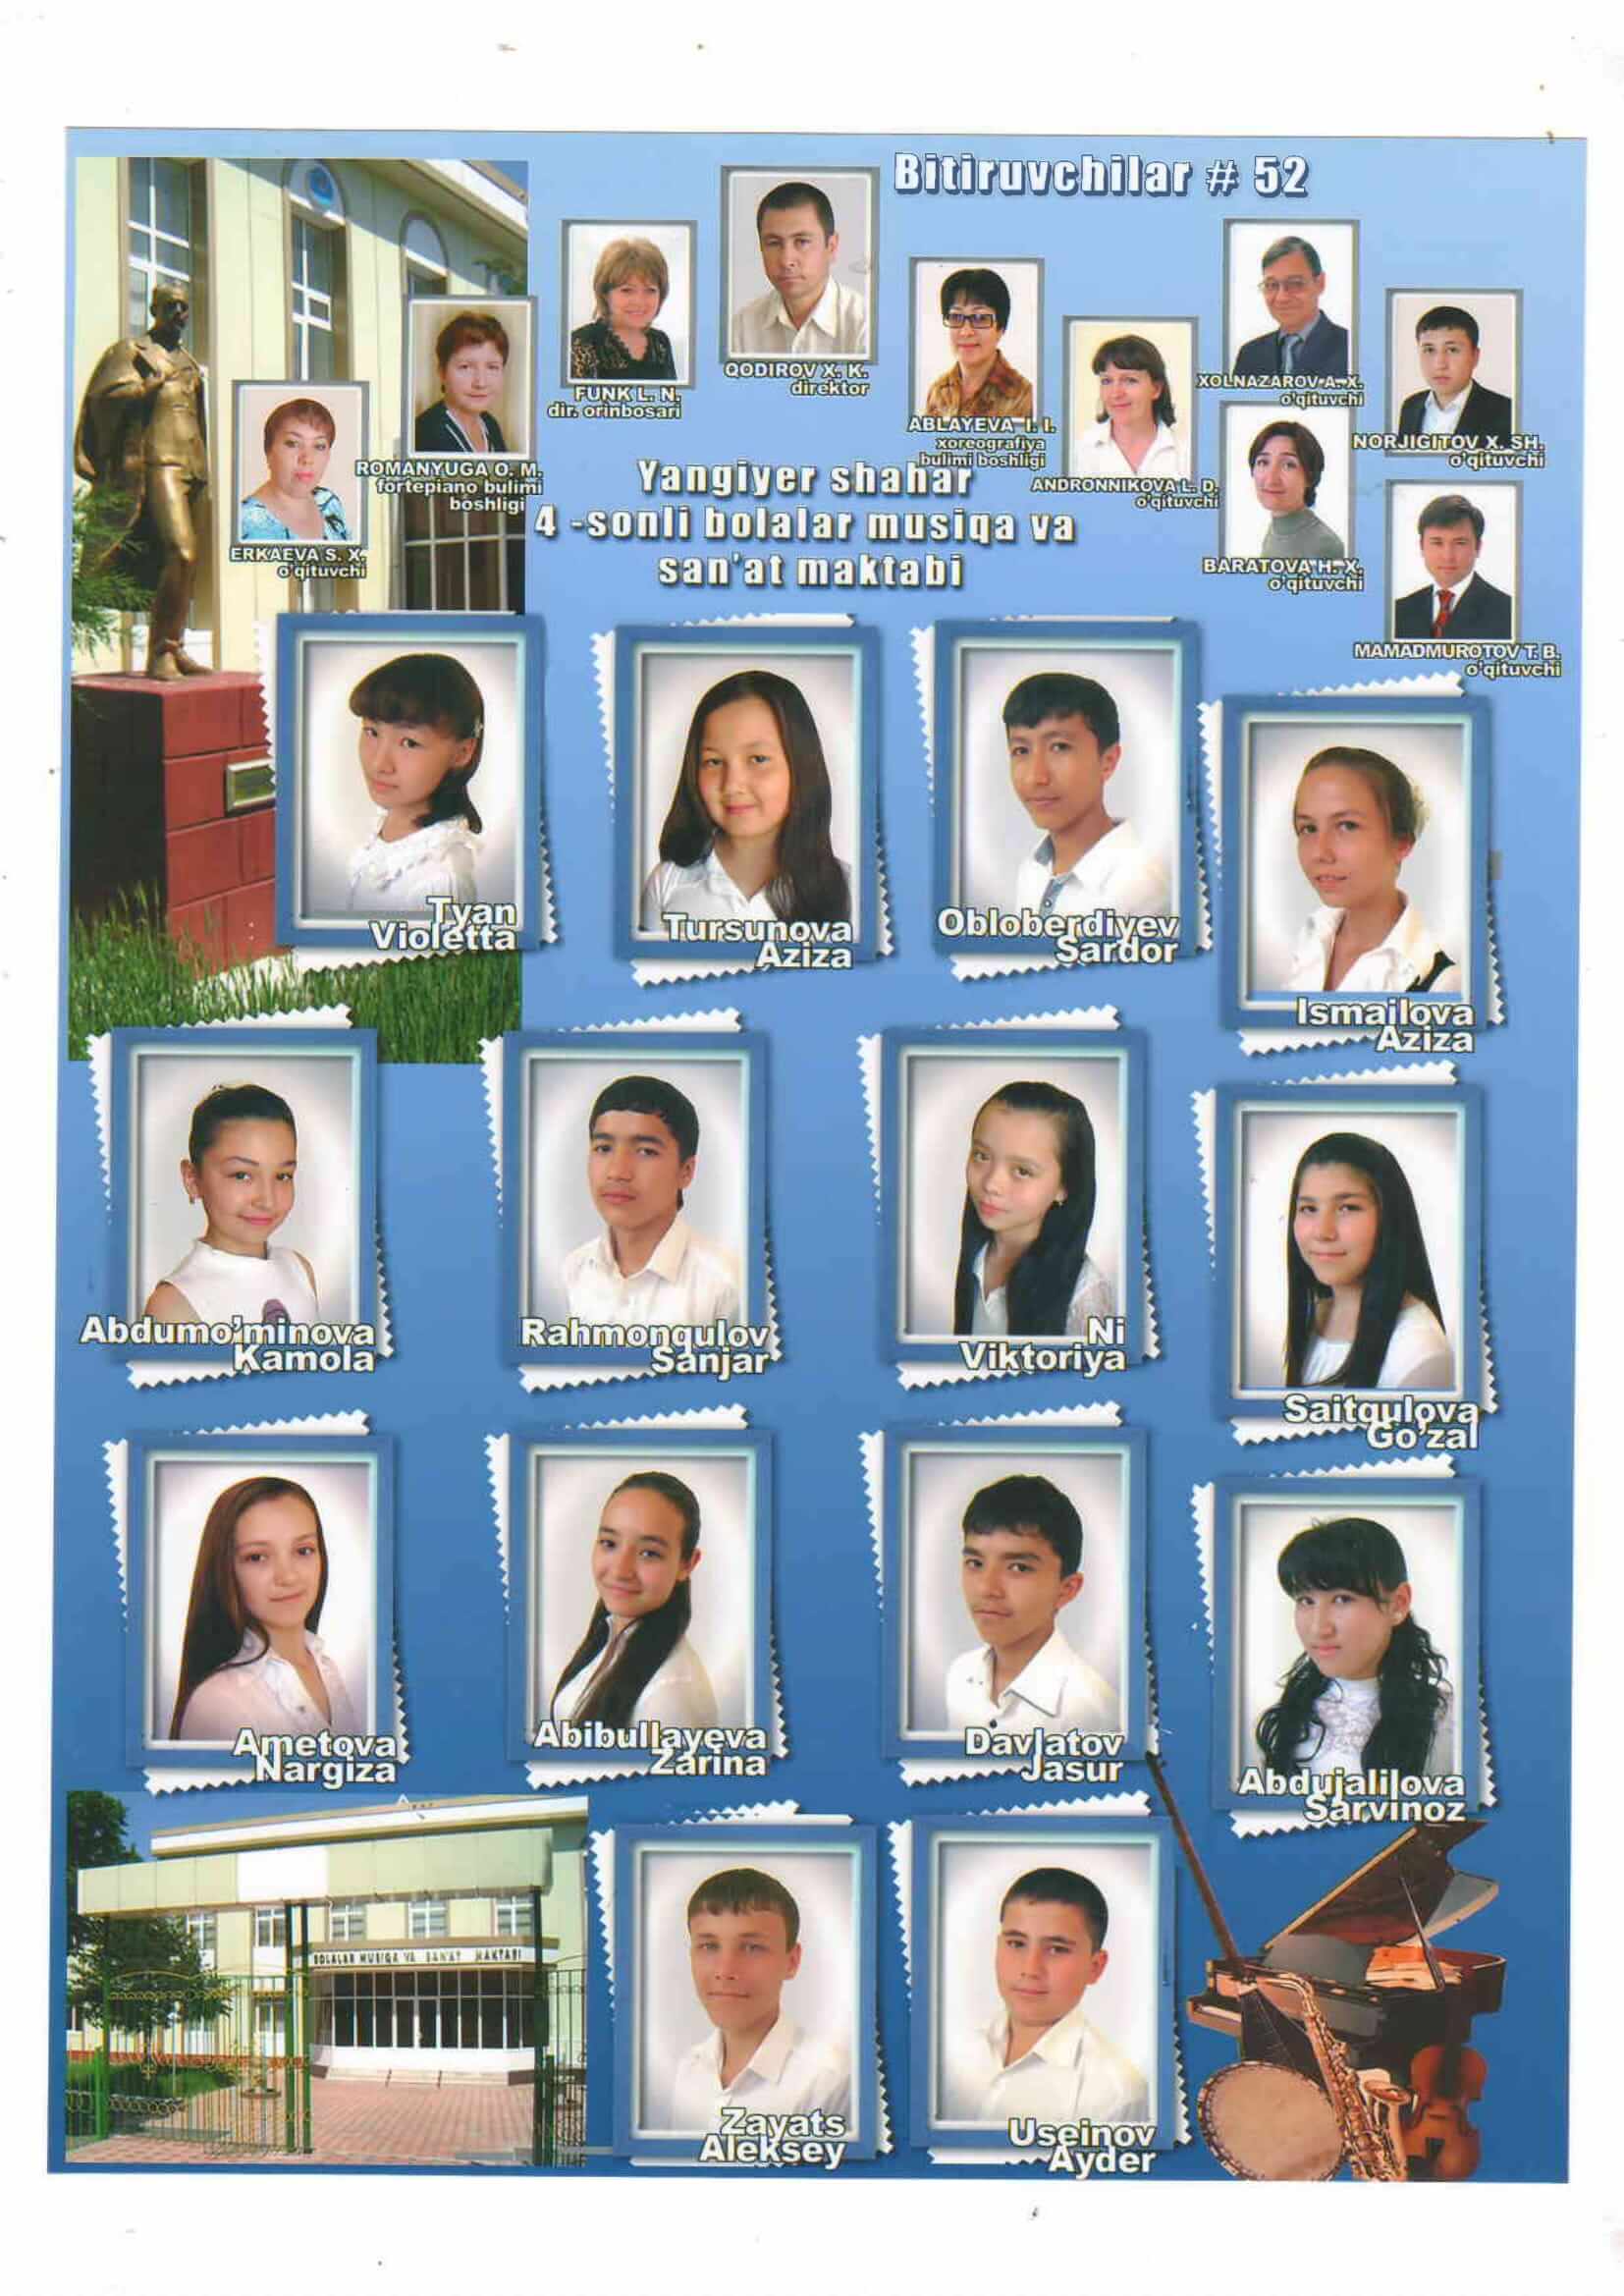 Bitiruvchilar # 52
QODIROV X. K.
direktor
FUNK L. N.
dir. orinbosari
ABLAYEVA I. I.
xoreografiya
bulimi boshligi
XOLNAZAROV A. X.
o'qituvchi
NORJIGITOV X. SH.
o'qituvchi
ROMANYUGA O. M.
fortepiano bulimi
boshligi
ANDRONNIKOVA L. D.
o'qituvchi
ERKAEVA S. X.
o'qituvchi
BARATOVA H. X.
o'qituvchi
MAMADMUROTOV T. B.
o'qituvchi
Yangiyer shahar
4 -sonli bolalar musiqa va
san'at maktabi
Tyan
Violetta
Tursunova
Aziza
Obloberdiyev
Sardor
Ismailova
Aziza
Abdumo'minova
Kamola
Rahmonqulov
Sanjar
Ni
Viktoriya
Saitqulova
Go'zal
Ametova
Nargiza
Abibullayeva
Zarina
Davlatov
Jasur
Abdujalilova
Sarvinoz
BOLALAR MUSIQA VA SAN'AT MAKTABI
Zayats
Aleksey
Useinov
Ayder